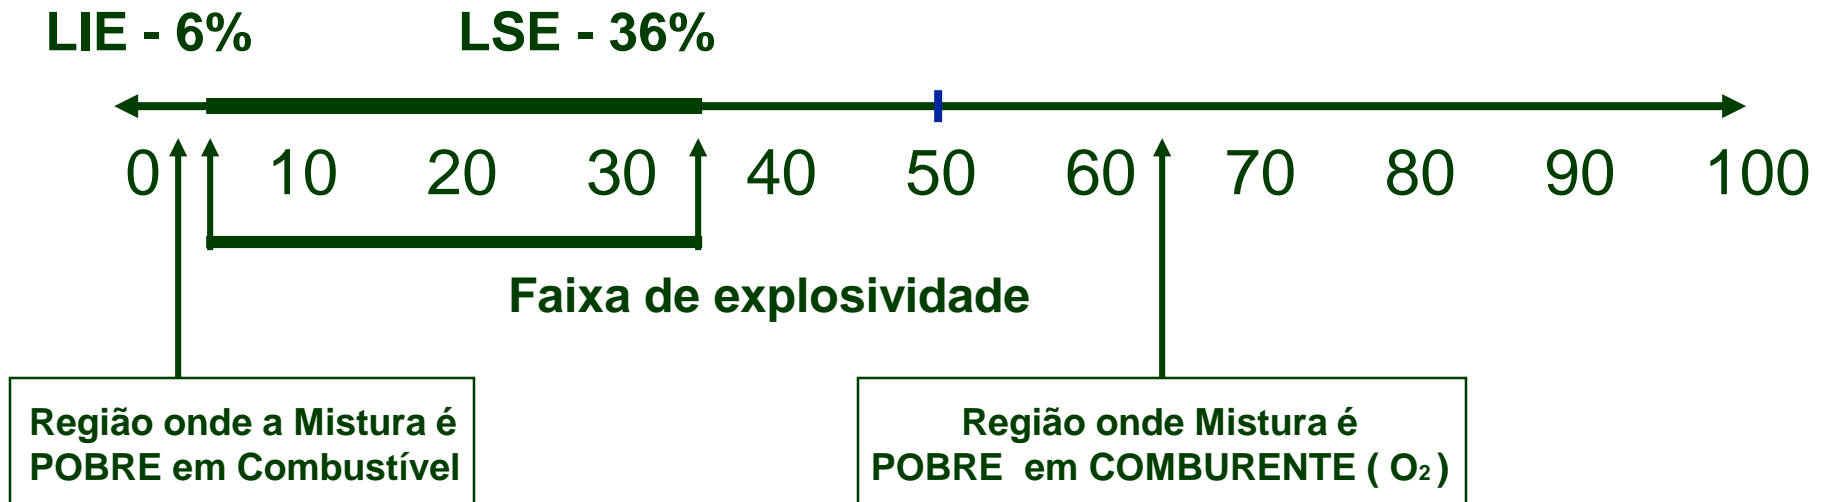 LIE - 6% LSE - 36%
0 10 20 30 40 50 60 70 80 90 100
Faixa de explosividade
Região onde a Mistura é
POBRE em Combustível
Região onde Mistura é
POBRE em COMBURENTE ( O₂ )